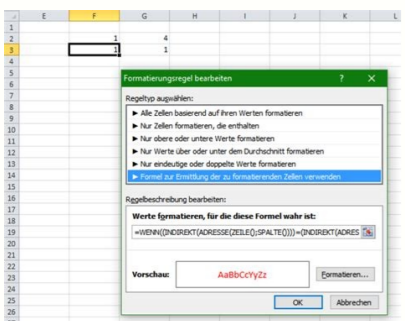 E F G H I J K L
1
2 1 4
3 1 1
4
5
6
7
8
9
10
11
12
13
14
15
16
17
18
19
20
21
22
23
24
25
26
Formatierungsregel bearbeiten ? X
Regeltyp auswählen:
► Alle Zellen basierend auf ihren Werten formatieren
► Nur Zellen formatieren, die enthalten
► Nur obere oder untere Werte formatieren
► Nur Werte über oder unter dem Durchschnitt formatieren
► Nur eindeutige oder doppelte Werte formatieren
► Formel zur Ermittlung der zu formatierenden Zellen verwenden
Regelbeschreibung bearbeiten:
Werte formatieren, für die diese Formel wahr ist:
=WENN((INDIREKT(ADRESSE(ZEILE();SPALTE())))=(INDIREKT(ADRES
Vorschau: AaBbCcYyZz Formatieren...
OK Abbrechen